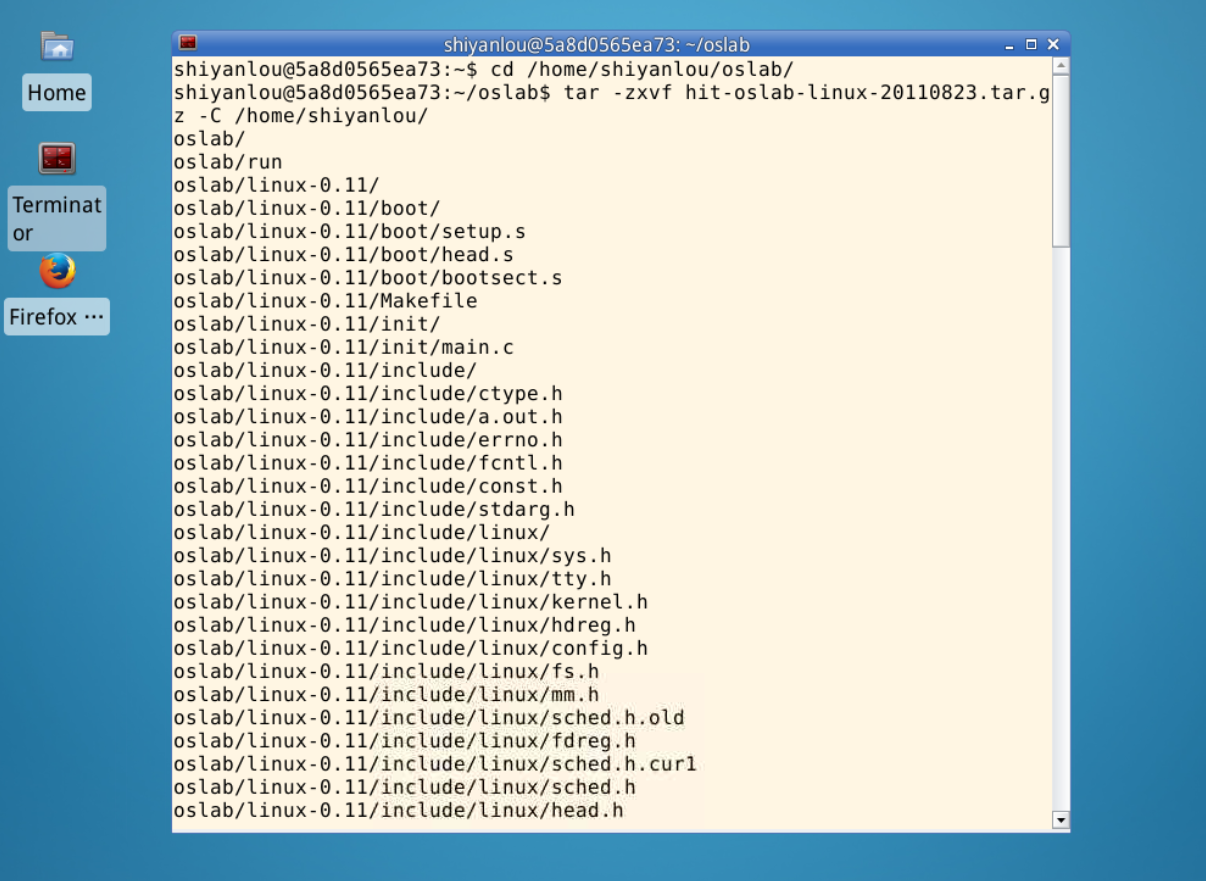 Home
Terminat
or
Firefox ···
shiyanlou@5a8d0565ea73: ~/oslab
shiyanlou@5a8d0565ea73:~$ cd /home/shiyanlou/oslab/
shiyanlou@5a8d0565ea73:~/oslab$ tar -zxvf hit-oslab-linux-20110823.tar.g
z -C /home/shiyanlou/
oslab/
oslab/run
oslab/linux-0.11/
oslab/linux-0.11/boot/
oslab/linux-0.11/boot/setup.s
oslab/linux-0.11/boot/head.s
oslab/linux-0.11/boot/bootsect.s
oslab/linux-0.11/Makefile
oslab/linux-0.11/init/
oslab/linux-0.11/init/main.c
oslab/linux-0.11/include/
oslab/linux-0.11/include/ctype.h
oslab/linux-0.11/include/a.out.h
oslab/linux-0.11/include/errno.h
oslab/linux-0.11/include/fcntl.h
oslab/linux-0.11/include/const.h
oslab/linux-0.11/include/stdarg.h
oslab/linux-0.11/include/linux/
oslab/linux-0.11/include/linux/sys.h
oslab/linux-0.11/include/linux/tty.h
oslab/linux-0.11/include/linux/kernel.h
oslab/linux-0.11/include/linux/hdreg.h
oslab/linux-0.11/include/linux/config.h
oslab/linux-0.11/include/linux/fs.h
oslab/linux-0.11/include/linux/mm.h
oslab/linux-0.11/include/linux/sched.h.old
oslab/linux-0.11/include/linux/fdreg.h
oslab/linux-0.11/include/linux/sched.h.cur1
oslab/linux-0.11/include/linux/sched.h
oslab/linux-0.11/include/linux/head.h